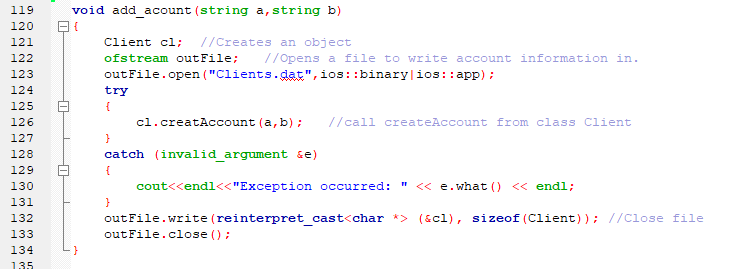 119 void add_acount(string a,string b)
120 {
121 Client cl; //Creates an object
122 ofstream outFile; //Opens a file to write account information in.
123 outFile.open("Clients.dat",ios::binary|ios::app);
124 try
125 {
126 cl.creatAccount(a,b); //call createAccount from class Client
127 }
128 catch (invalid_argument &e)
129 {
130 cout<<endl<<"Exception occurred: " << e.what() << endl;
131 }
132 outFile.write(reinterpret_cast<char *> (&cl), sizeof(Client)); //Close file
133 outFile.close();
134 }
135